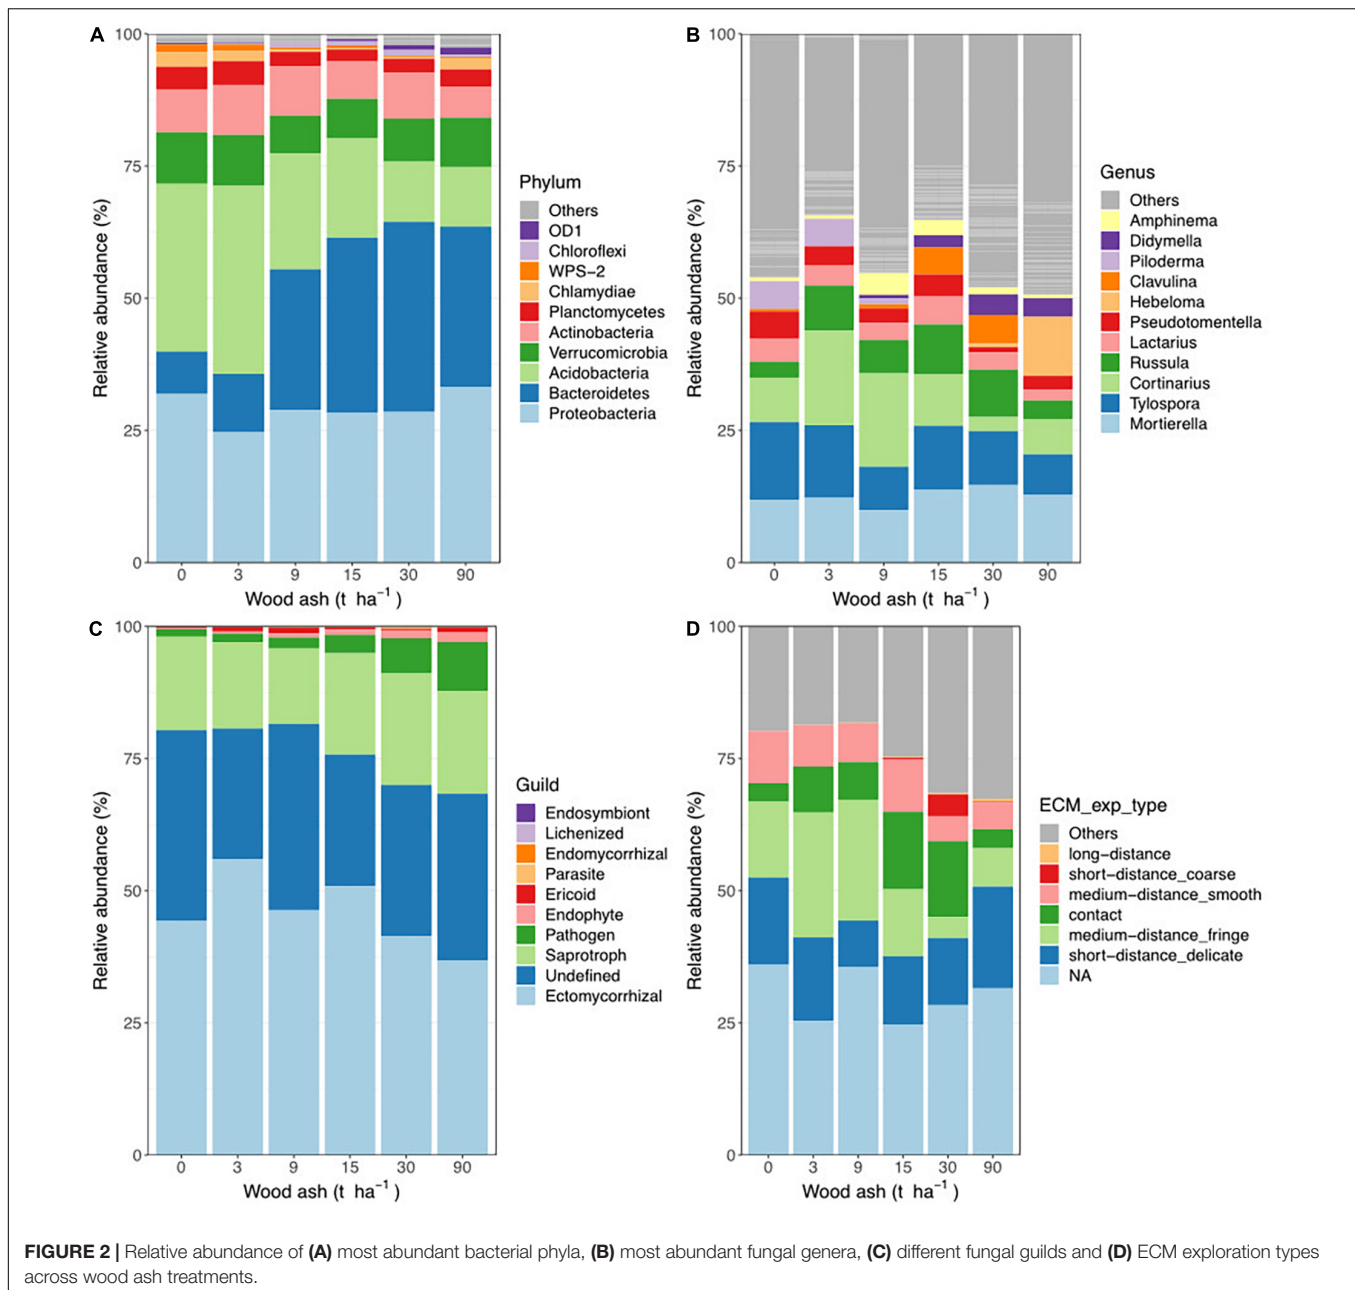 A
100
75
50
25
0
Relative abundance (%)
0 3 9 15 30 90
Wood ash (t ha⁻¹ )
Phylum
Others
OD1
Chloroflexi
WPS−2
Chlamydiae
Planctomycetes
Actinobacteria
Verrucomicrobia
Acidobacteria
Bacteroidetes
Proteobacteria
B
100
75
50
25
0
Relative abundance (%)
0 3 9 15 30 90
Wood ash (t ha⁻¹ )
Genus
Others
Amphinema
Didymella
Piloderma
Clavulina
Hebeloma
Pseudotomentella
Lactarius
Russula
Cortinarius
Tylospora
Mortierella
C
100
75
50
25
0
Relative abundance (%)
0 3 9 15 30 90
Wood ash (t ha⁻¹ )
Guild
Endosymbiont
Lichenized
Endomycorrhizal
Parasite
Ericoid
Endophyte
Pathogen
Saprotroph
Undefined
Ectomycorrhizal
D
100
75
50
25
0
Relative abundance (%)
0 3 9 15 30 90
Wood ash (t ha⁻¹ )
ECM_exp_type
Others
long−distance
short−distance_coarse
medium−distance_smooth
contact
medium−distance_fringe
short−distance_delicate
NA
FIGURE 2 | Relative abundance of (A) most abundant bacterial phyla, (B) most abundant fungal genera, (C) different fungal guilds and (D) ECM exploration types
across wood ash treatments.